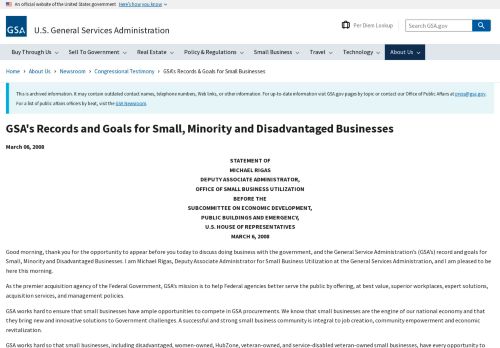 An official website of the United States government Here's how you know
GSA
U.S. General Services Administration
Per Diem Lookup
Search GSA.gov
Buy Through Us
Sell To Government
Real Estate
Policy & Regulations
Small Business
Travel
Technology
About Us
Home › About Us › Newsroom › Congressional Testimony › GSA's Records & Goals for Small Businesses
This is archived information. It may contain outdated contact names, telephone numbers, Web links, or other information. For up-to-date information visit GSA.gov pages by topic or contact our Office of Public Affairs at press@gsa.gov.
For a list of public affairs officers by beat, visit the GSA Newsroom.
GSA's Records and Goals for Small, Minority and Disadvantaged Businesses
March 06, 2008
STATEMENT OF
MICHAEL RIGAS
DEPUTY ASSOCIATE ADMINISTRATOR,
OFFICE OF SMALL BUSINESS UTILIZATION
BEFORE THE
SUBCOMMITTEE ON ECONOMIC DEVELOPMENT,
PUBLIC BUILDINGS AND EMERGENCY,
U.S. HOUSE OF REPRESENTATIVES
MARCH 6, 2008
Good morning, thank you for the opportunity to appear before you today to discuss doing business with the government, and the General Service Administration's (GSA's) record and goals for
Small, Minority and Disadvantaged Businesses. I am Michael Rigas, Deputy Associate Administrator for Small Business Utilization at the General Services Administration, and I am pleased to be
here this morning.
As the premier acquisition agency of the Federal Government, GSA's mission is to help Federal agencies better serve the public by offering, at best value, superior workplaces, expert solutions,
acquisition services, and management policies.
GSA works hard to ensure that small businesses have ample opportunities to compete in GSA procurements. We know that small businesses are the engine of our national economy and that
they bring new and innovative solutions to Government challenges. A successful and strong small business community is integral to job creation, community empowerment and economic
revitalization.
GSA works hard so that small businesses, including disadvantaged, women-owned, HubZone, veteran-owned, and service-disabled veteran-owned small businesses, have every opportunity to